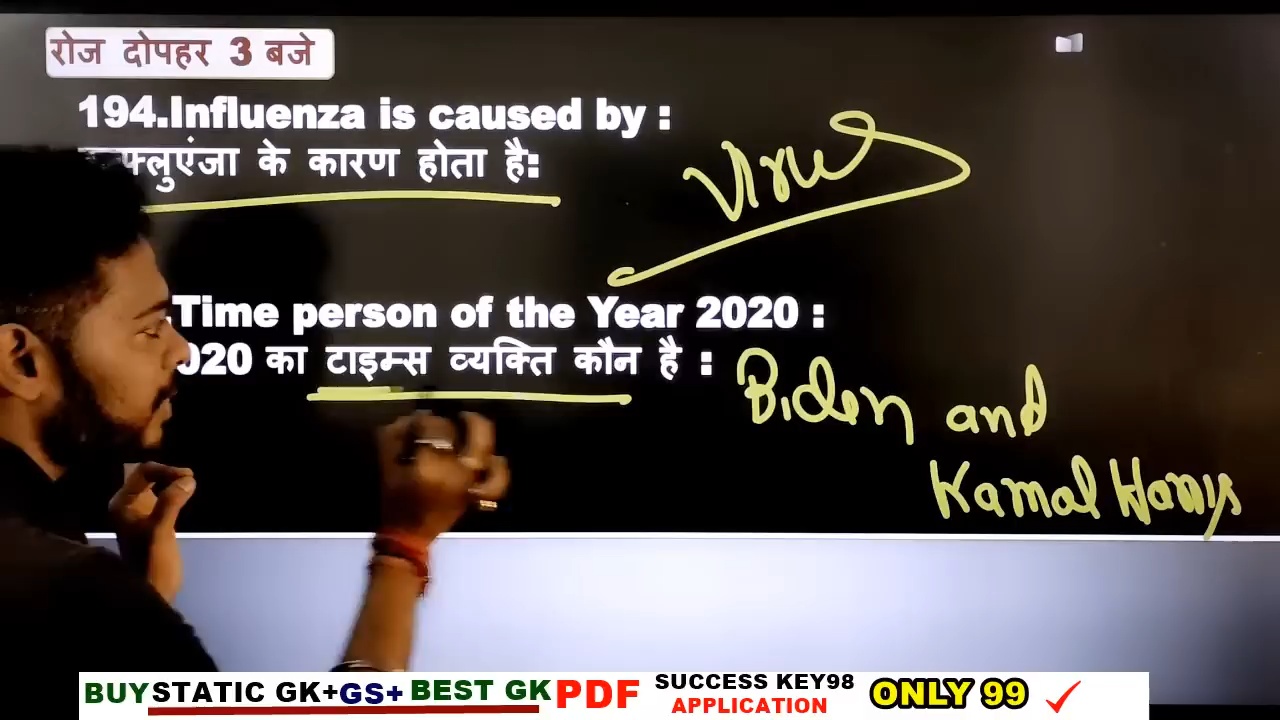 रोज दोपहर 3 बजे
194.Influenza is caused by :
फ्लुएंजा के कारण होता है:
Virus
.Time person of the Year 2020 :
020 का टाइम्स व्यक्ति कौन है :
Biden and
Kamal Harris
BUY STATIC GK+GS+ BEST GK PDF
SUCCESS KEY98
APPLICATION
ONLY 99